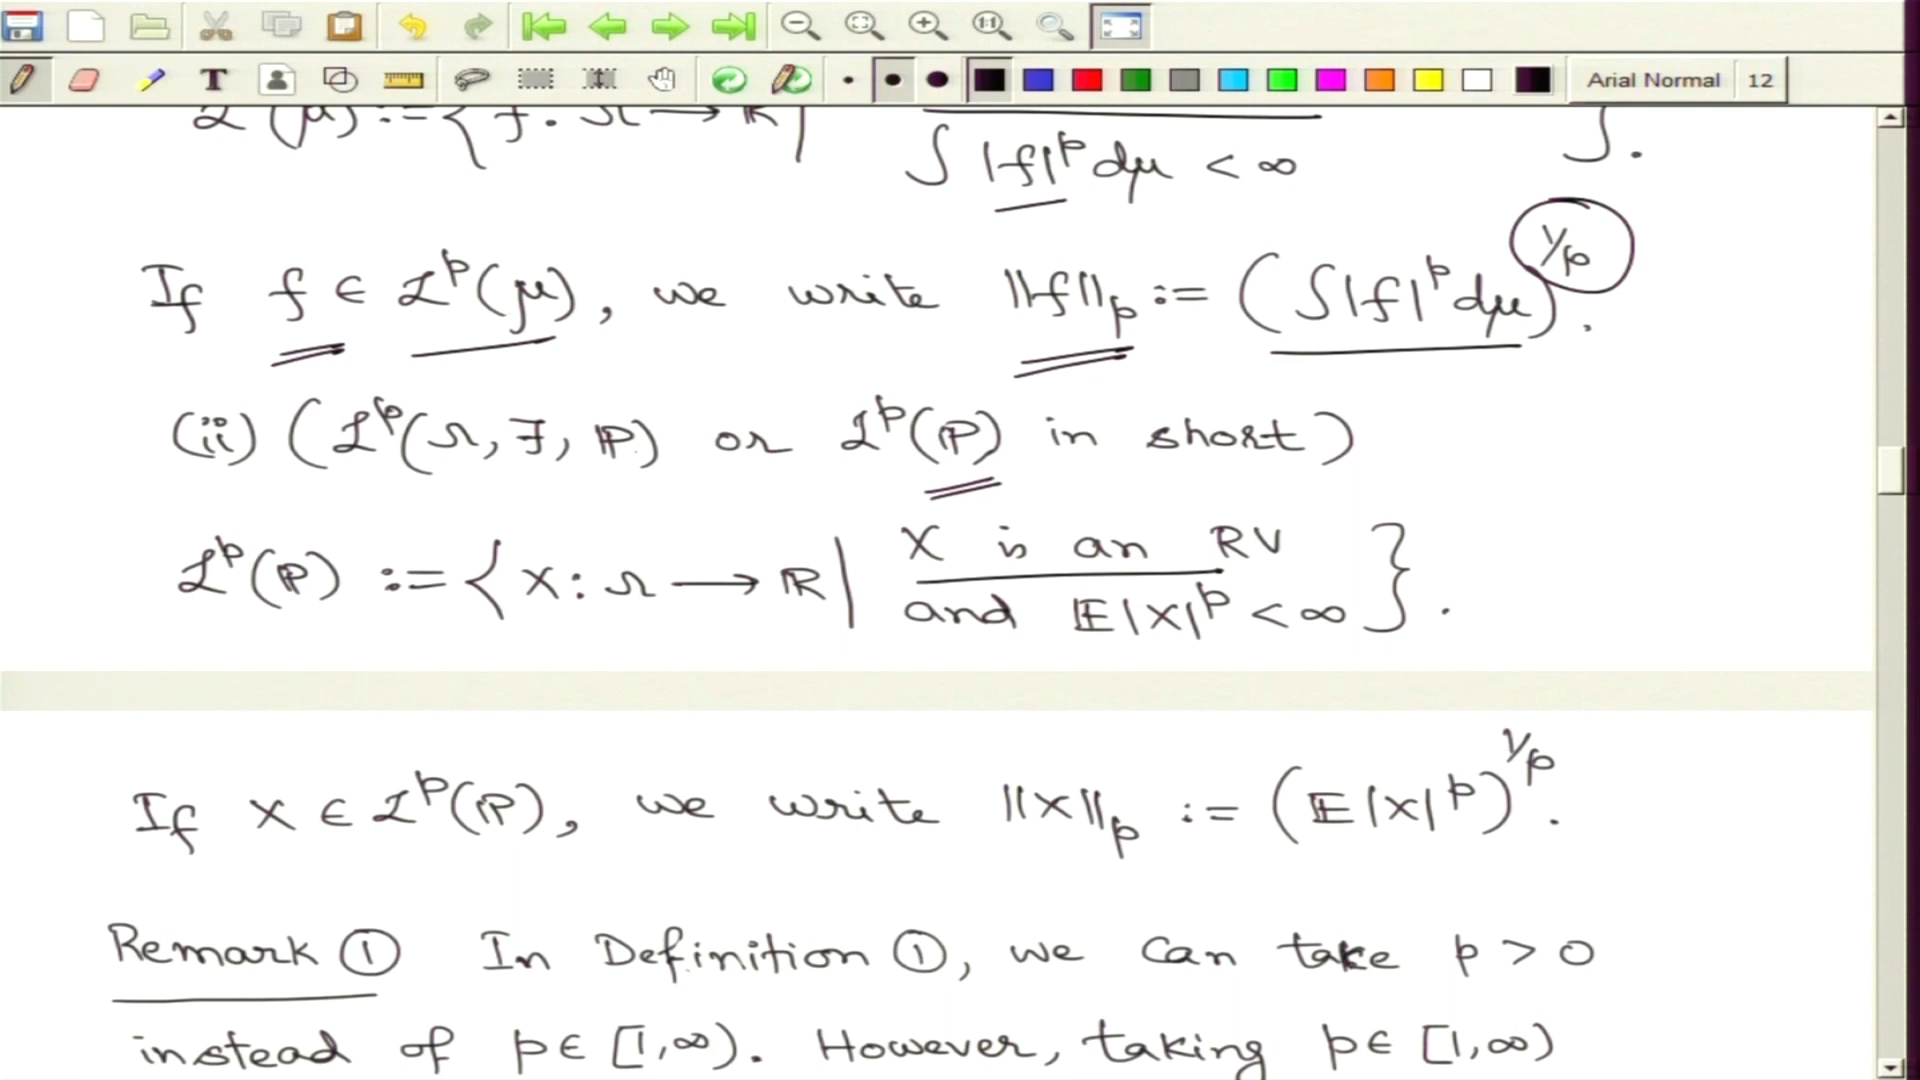 Arial Normal 12
ℒ (μ) := { f : Ω → ℝ |
∫ |f|^p dμ < ∞ }.
If f ∈ ℒ^p(μ), we write ||f||_p := (∫|f|^p dμ)^{1/p}.
(ii) (ℒ^p(Ω, ℱ, ℙ) or ℒ^p(ℙ) in short)
ℒ^p(ℙ) := { X : Ω → ℝ | X is an RV
and 𝔼|X|^p < ∞ }.
If X ∈ ℒ^p(ℙ), we write ||X||_p := (𝔼|X|^p)^{1/p}.
Remark ① In Definition ①, we can take p > 0
instead of p ∈ [1,∞). However, taking p ∈ [1,∞)